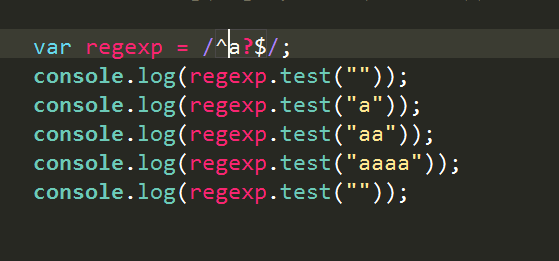 var regexp = /^a?$/;
console.log(regexp.test(""));
console.log(regexp.test("a"));
console.log(regexp.test("aa"));
console.log(regexp.test("aaaa"));
console.log(regexp.test(""));